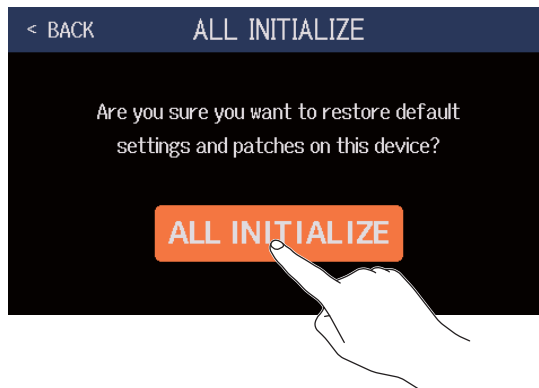 < BACK
ALL INITIALIZE
Are you sure you want to restore default
settings and patches on this device?
ALL INITIALIZE